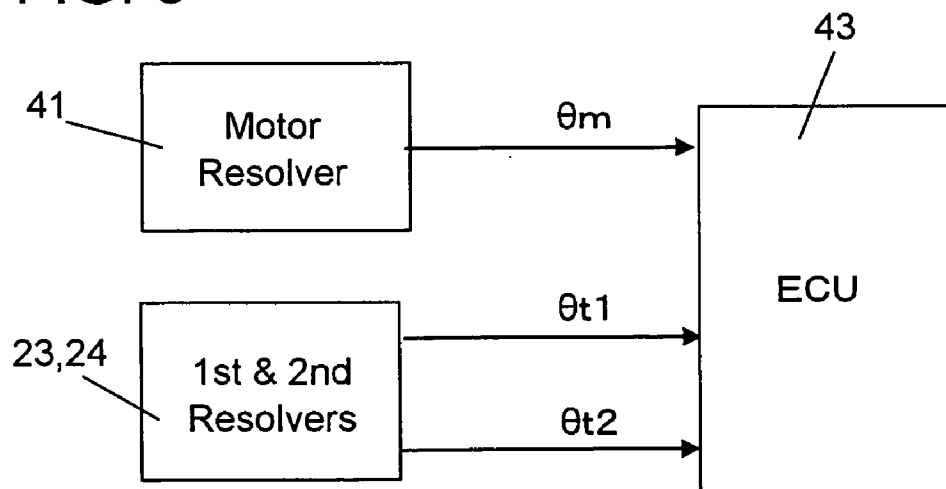 43
41
Motor
Resolver
θm
ECU
23,24
1st & 2nd
Resolvers
θt1
θt2